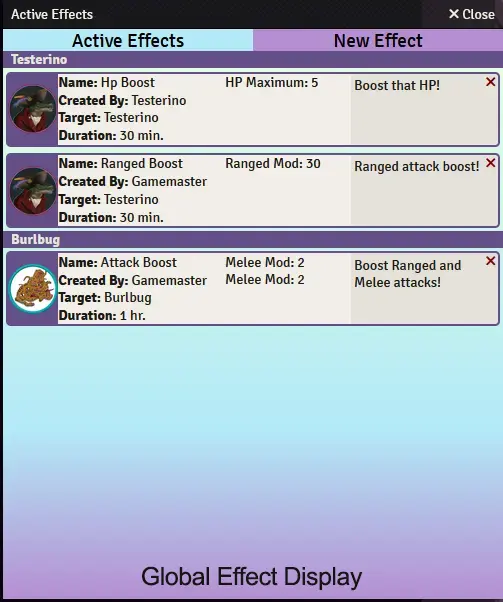 Active Effects
✕ Close
Active Effects
New Effect
Testerino
Name: Hp Boost
Created By: Testerino
Target: Testerino
Duration: 30 min.
HP Maximum: 5
Boost that HP!
Name: Ranged Boost
Created By: Gamemaster
Target: Testerino
Duration: 30 min.
Ranged Mod: 30
Ranged attack boost!
Burlbug
Name: Attack Boost
Created By: Gamemaster
Target: Burlbug
Duration: 1 hr.
Melee Mod: 2
Melee Mod: 2
Boost Ranged and
Melee attacks!
Global Effect Display